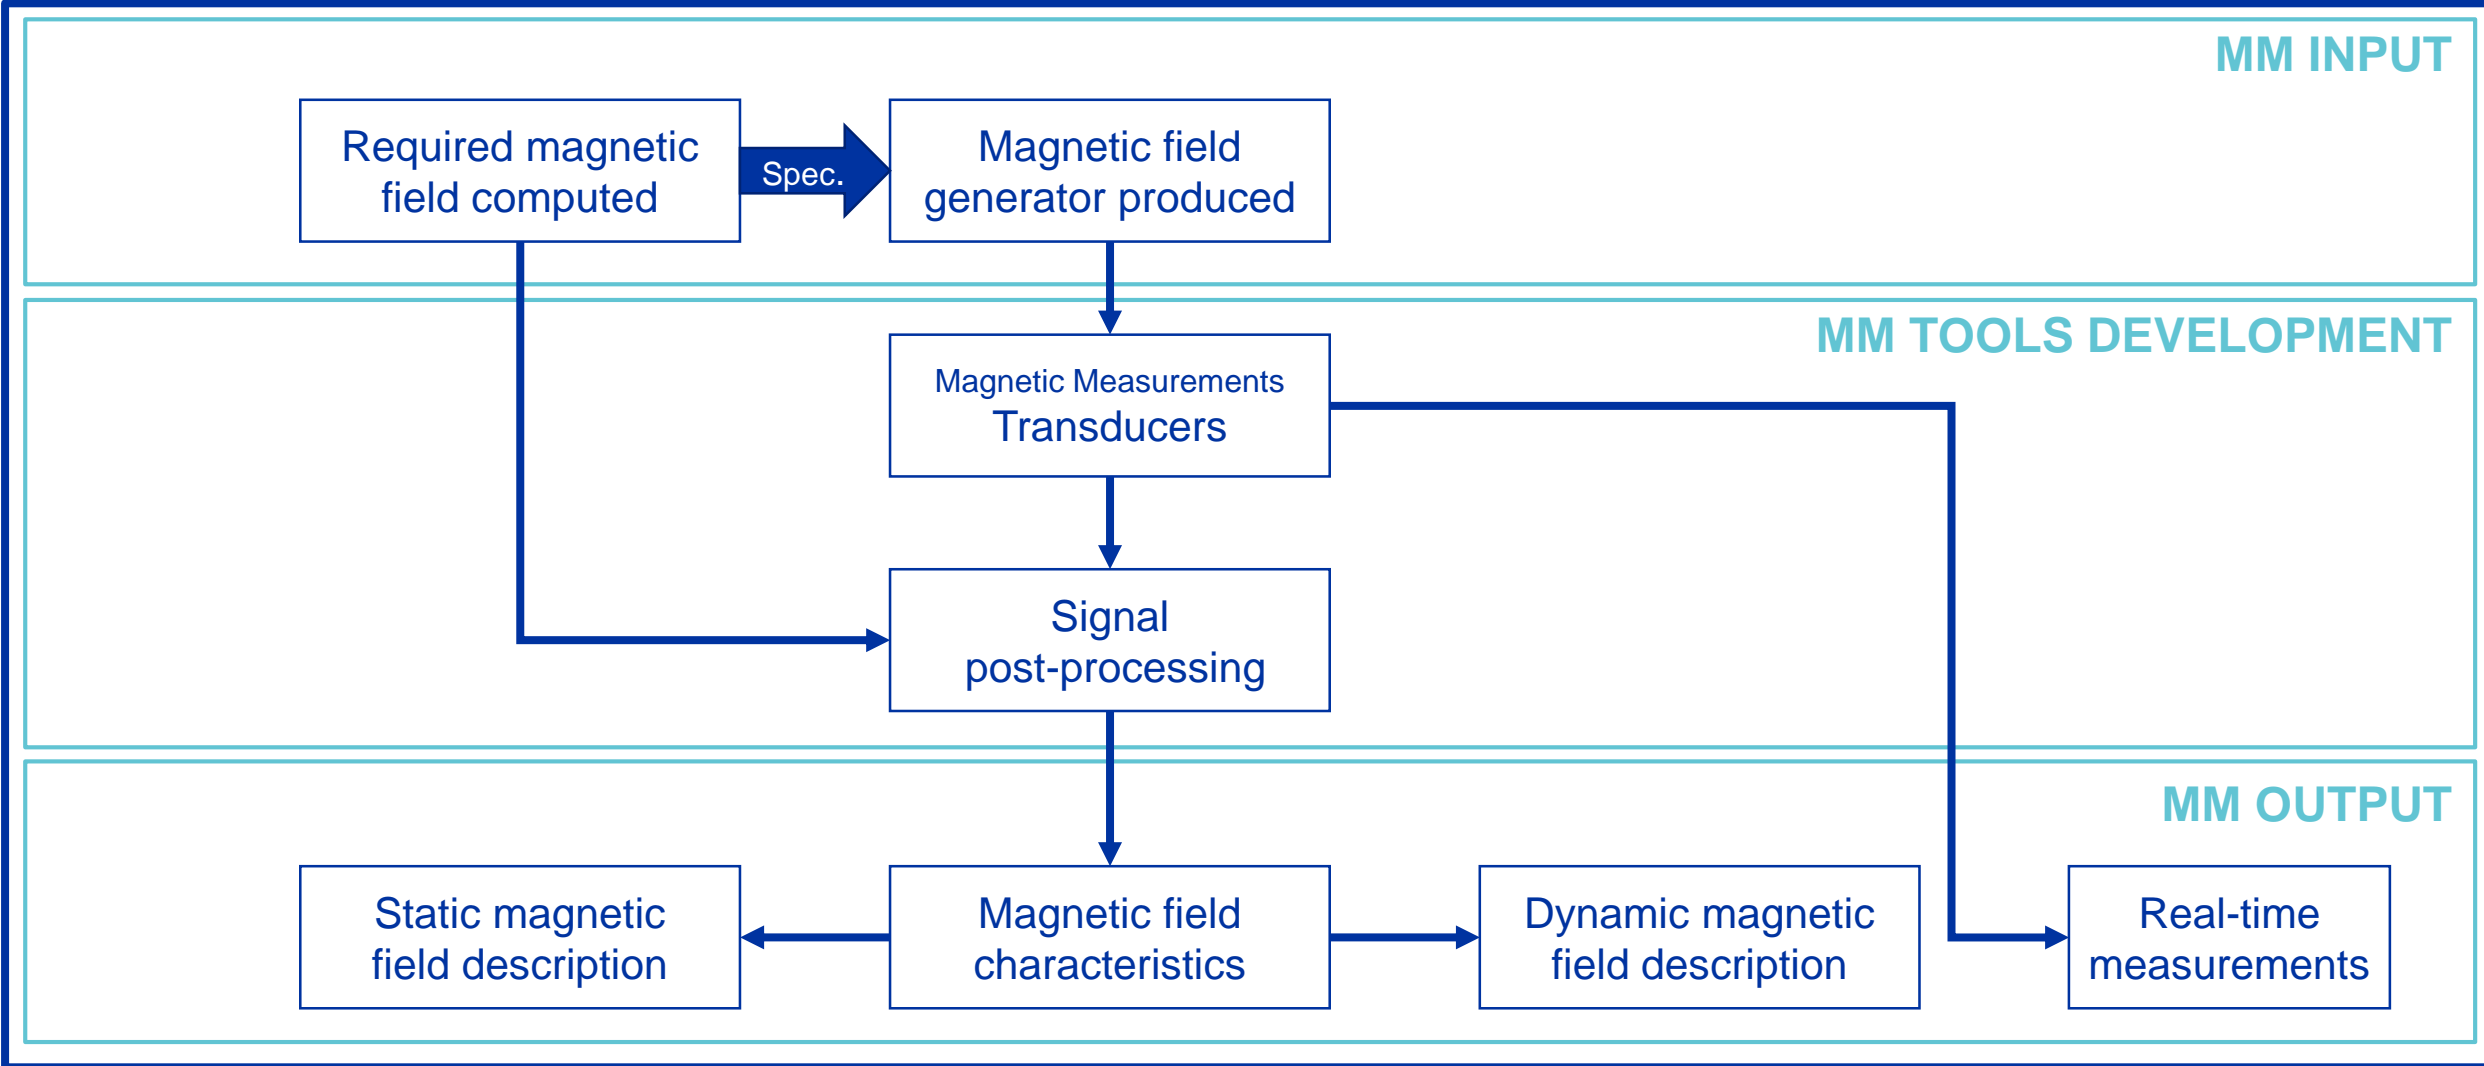 MM INPUT
Required magnetic
field computed
Spec.
Magnetic field
generator produced
MM TOOLS DEVELOPMENT
Magnetic Measurements
Transducers
Signal
post-processing
MM OUTPUT
Static magnetic
field description
Magnetic field
characteristics
Dynamic magnetic
field description
Real-time
measurements